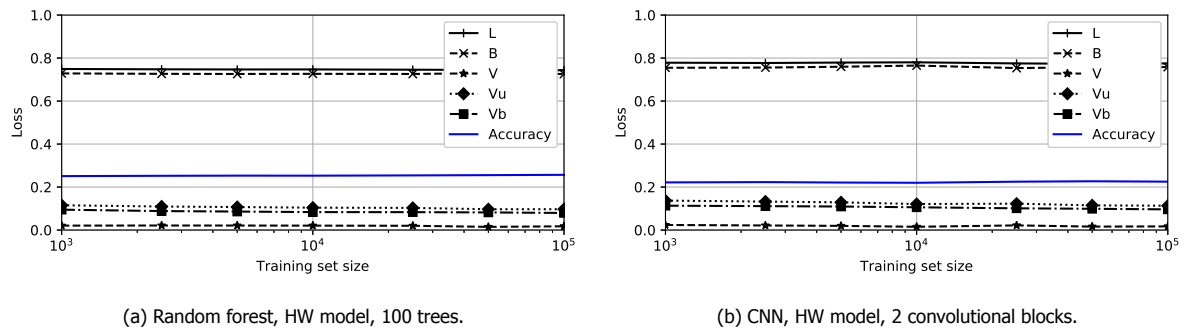 1.0
0.8
0.6
0.4
0.2
0.0
Loss
10^3
10^4
10^5
Training set size
L
B
V
Vu
Vb
Accuracy
(a) Random forest, HW model, 100 trees.
1.0
0.8
0.6
0.4
0.2
0.0
Loss
10^3
10^4
10^5
Training set size
L
B
V
Vu
Vb
Accuracy
(b) CNN, HW model, 2 convolutional blocks.